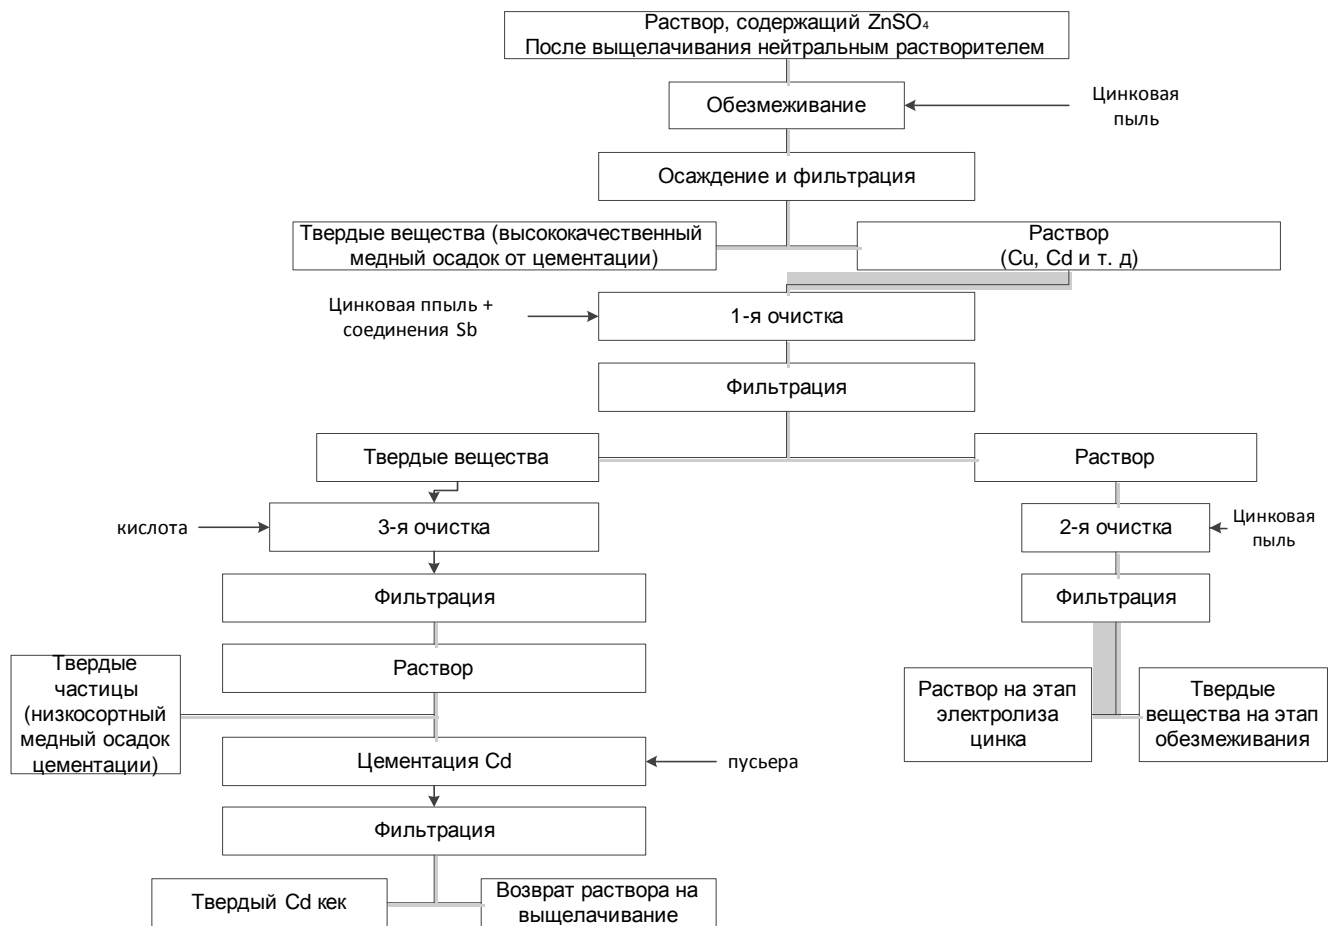 Раствор, содержащий ZnSO₄
После выщелачивания нейтральным растворителем
Обезмеживание
Цинковая
пыль
Осаждение и фильтрация
Твердые вещества (высококачественный
медный осадок от цементации)
Раствор
(Cu, Cd и т. д)
Цинковая ппыль +
соединения Sb
1-я очистка
Фильтрация
Твердые вещества
Раствор
кислота
3-я очистка
2-я очистка
Цинковая
пыль
Фильтрация
Фильтрация
Твердые
частицы
(низкосортный
медный осадок
цементации)
Раствор
Раствор на этап
электролиза
цинка
Твердые
вещества на этап
обезмеживания
Цементация Cd
пусьера
Фильтрация
Твердый Cd кек
Возврат раствора на
выщелачивание